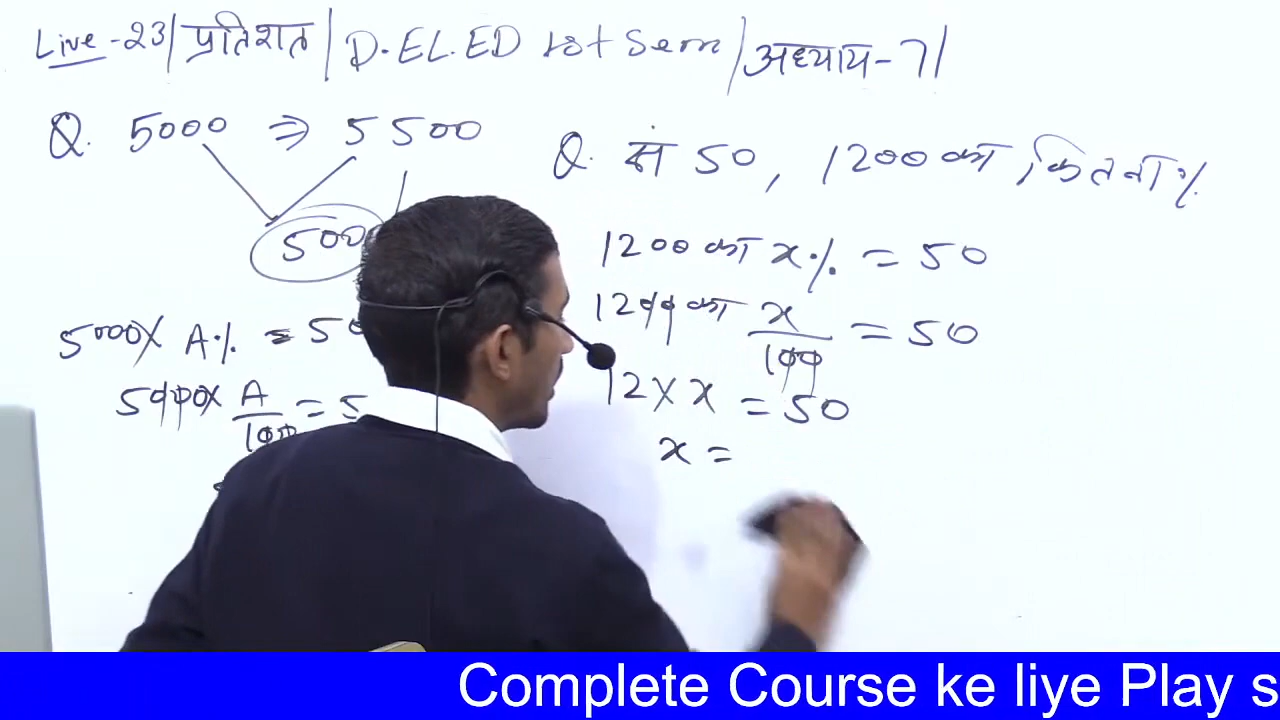 Live-23/ प्रतिशत / D.EL.ED 1st Sem / अध्याय-7/
Q. 5000 ⇒ 5500
500
5000× A% = 50
5000× A/100 = 5
Q. 50, 1200 का कितना %
1200 का x% = 50
1200 का x/100 = 50
12 × x = 50
x =
Complete Course ke liye Play s